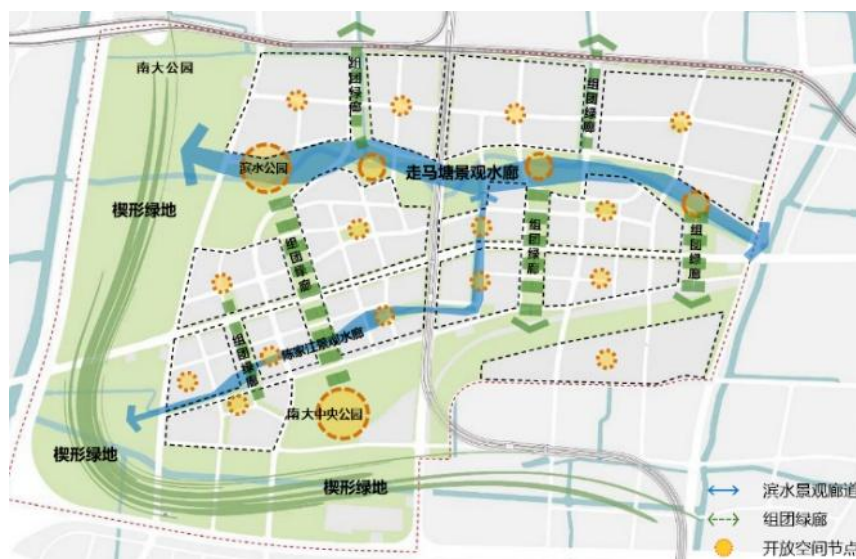 南大公园
组团绿廊
组团绿廊
滨水公园
走马塘景观水廊
楔形绿地
组团绿廊
组团绿廊
组团绿廊
组团绿廊
陈家江景观水廊
南大中央公园
楔形绿地
楔形绿地
滨水景观廊道
组团绿廊
开放空间节点